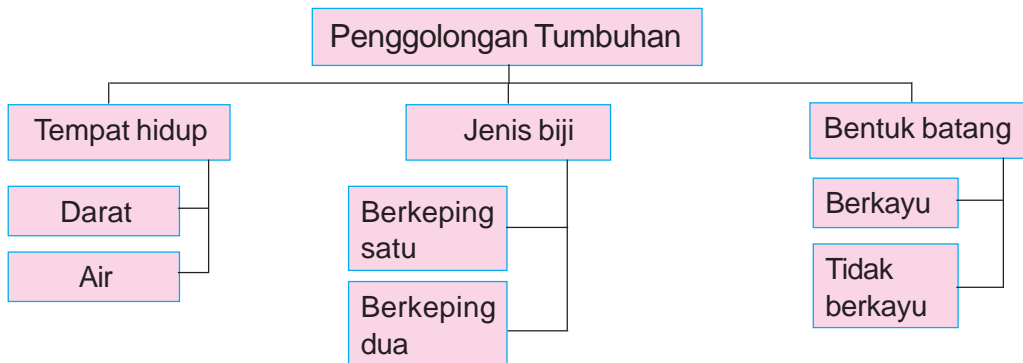 Penggolongan Tumbuhan
Tempat hidup
Darat
Air
Jenis biji
Berkeping
satu
Berkeping
dua
Bentuk batang
Berkayu
Tidak
berkayu